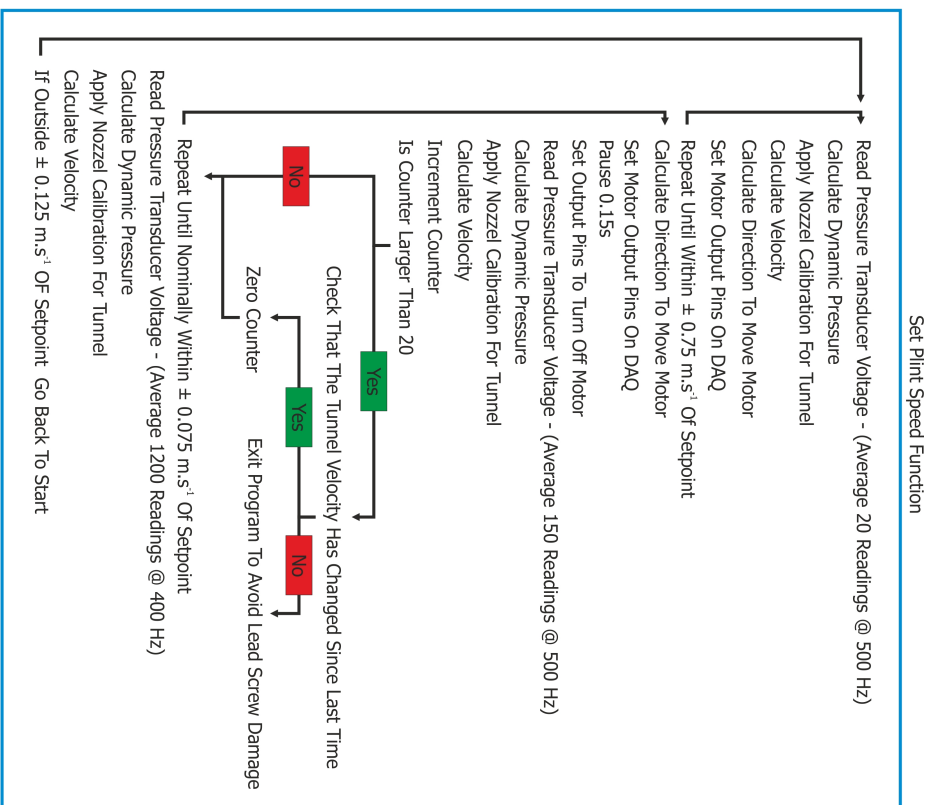 Set Plint Speed Function
Read Pressure Transducer Voltage - (Average 20 Readings @ 500 Hz)
Calculate Dynamic Pressure
Apply Nozzel Calibration For Tunnel
Calculate Velocity
Calculate Direction To Move Motor
Set Motor Output Pins On DAQ
Repeat Until Within ± 0.75 m.s⁻¹ Of Setpoint
Calculate Direction To Move Motor
Set Motor Output Pins On DAQ
Pause 0.15s
Set Output Pins To Turn Off Motor
Read Pressure Transducer Voltage - (Average 150 Readings @ 500 Hz)
Calculate Dynamic Pressure
Apply Nozzel Calibration For Tunnel
Calculate Velocity
Increment Counter
Is Counter Larger Than 20
No
Yes
Check That The Tunnel Velocity Has Changed Since Last Time
Yes
No
Zero Counter
Exit Program To Avoid Lead Screw Damage
Repeat Until Nominally Within ± 0.075 m.s⁻¹ Of Setpoint
Read Pressure Transducer Voltage - (Average 1200 Readings @ 400 Hz)
Calculate Dynamic Pressure
Apply Nozzel Calibration For Tunnel
Calculate Velocity
If Outside ± 0.125 m.s⁻¹ OF Setpoint Go Back To Start